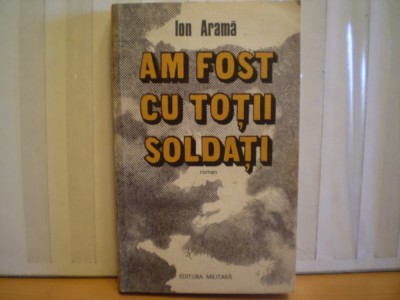 Ion Aramă
AM FOST
CU TOȚII
SOLDAȚI
roman
EDITURA MILITARĂ